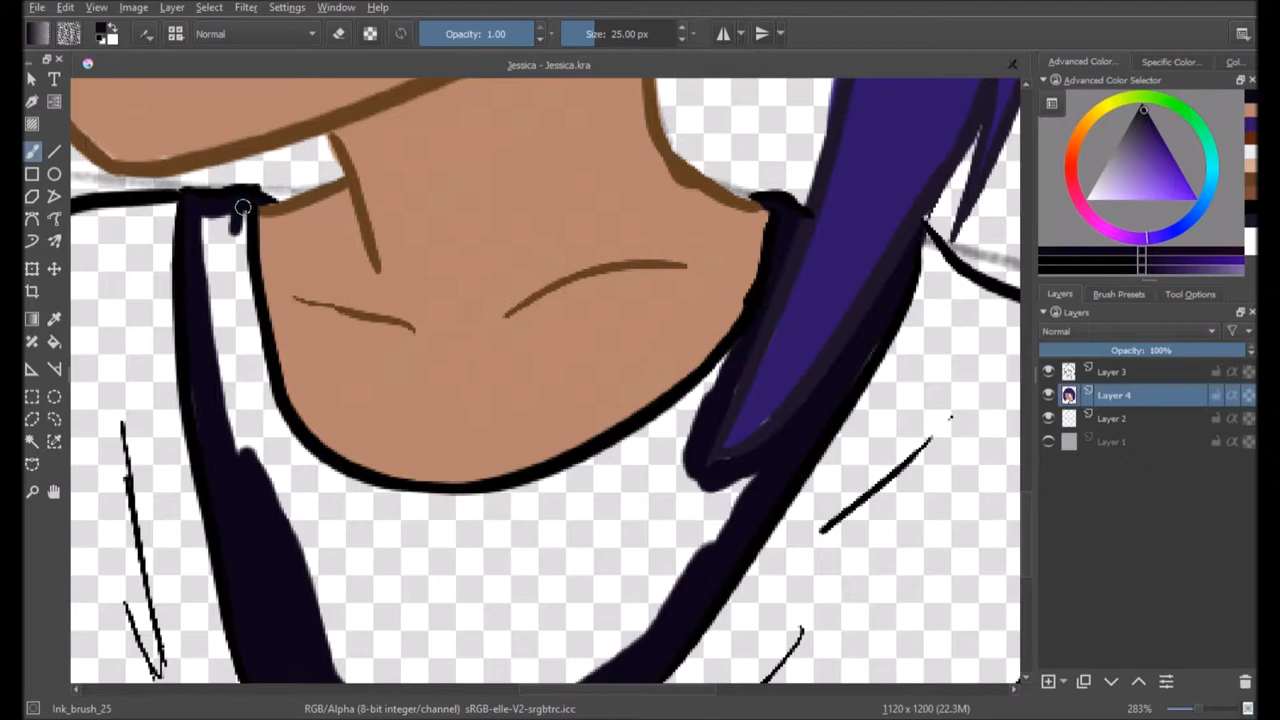 File Edit View Image Layer Select Filter Settings Window Help
Normal Opacity: 1.00 Size: 25.00 px
Jessica - Jessica.kra
Advanced Color... Specific Color... Col...
Advanced Color Selector
Layers Brush Presets Tool Options
Layers
Normal
Opacity: 100%
Layer 3
Layer 4
Layer 2
Layer 1
Ink_brush_25 RGB/Alpha (8-bit integer/channel) sRGB-elle-V2-srgbtrc.icc 1120 x 1200 (22.3M) 283%